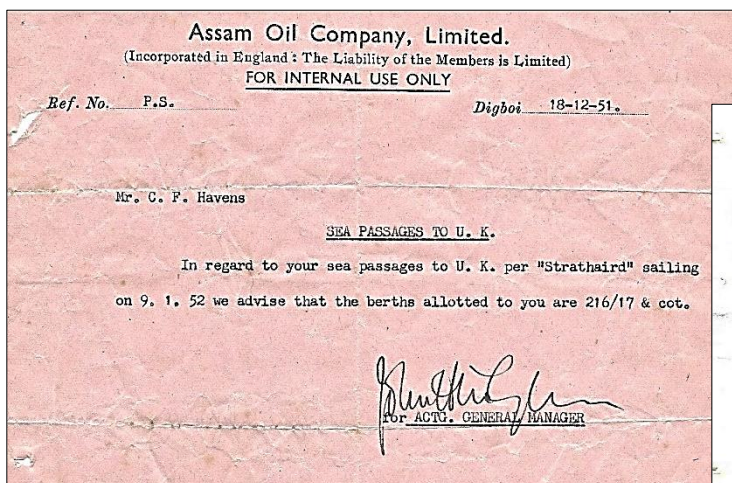 Assam Oil Company, Limited.
(Incorporated in England: The Liability of the Members is Limited)
FOR INTERNAL USE ONLY
Ref. No. P.S. Digboi 18-12-51.
Mr. C. F. Havens
SEA PASSAGES TO U. K.
In regard to your sea passages to U. K. per "Strathaird" sailing
on 9. 1. 52 we advise that the berths allotted to you are 216/17 & cot.
for ACTG. GENERAL MANAGER